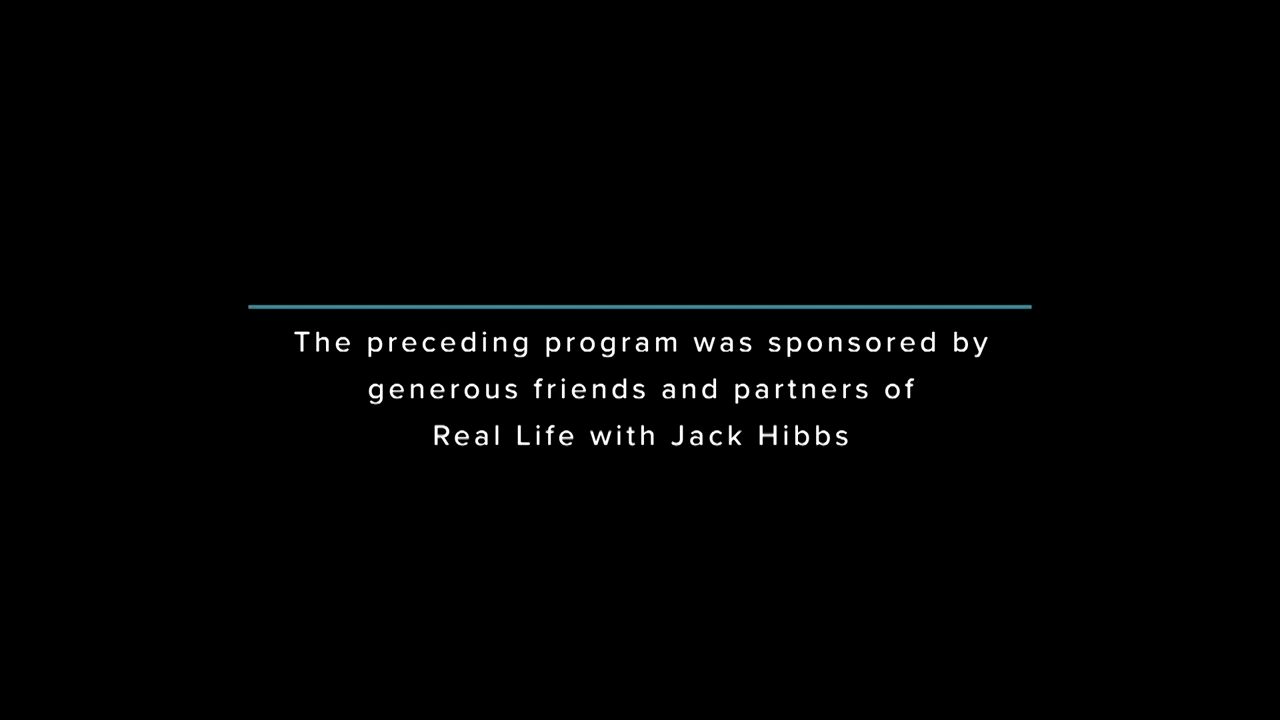 The preceding program was sponsored by
generous friends and partners of
Real Life with Jack Hibbs